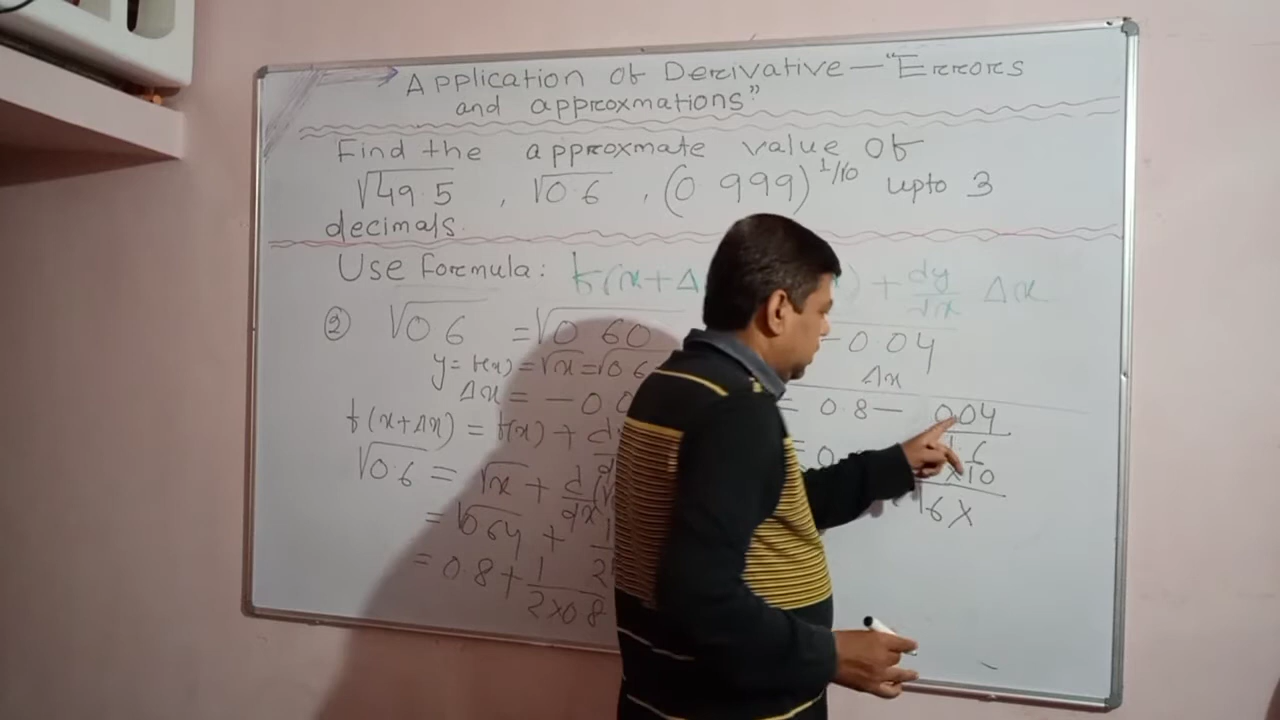 Application of Derivative — "Errors
and approxmations"
Find the approxmate value of
√49.5 , √0.6 , (0.999)^1/10 upto 3
decimals.
Use Formula: f(x+Δ ) + dy/dx Δx
② √0.6 = √0.60 -0.04
y = f(x) = √x = √0.6 Δx
Δx = -0.0 = 0.8 — 0.04
f(x+Δx) = f(x) + 1.6
√0.6 = √x + d/dx ×10
= √0.64 + 1 16×
= 0.8 + 1/2×0.8